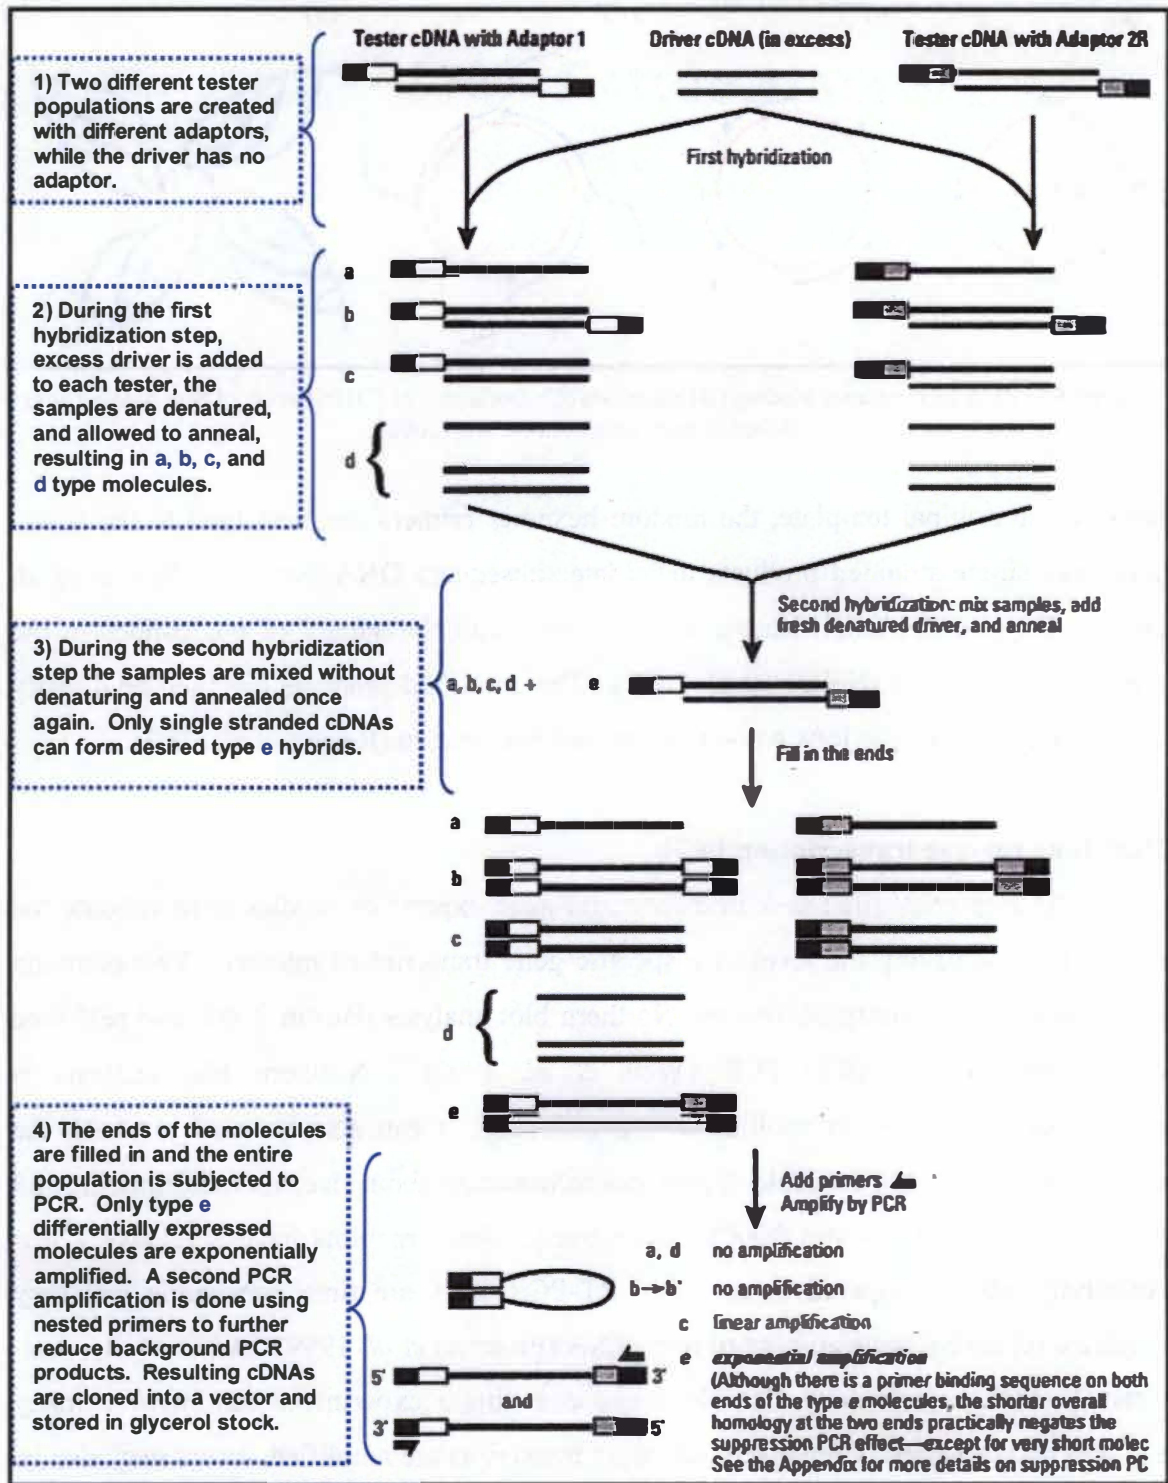 Tester cDNA with Adaptor 1
Driver cDNA (in excess)
Tester cDNA with Adaptor 2R
1) Two different tester
populations are created
with different adaptors,
while the driver has no
adaptor.
First hybridization
a
b
c
d
2) During the first
hybridization step,
excess driver is added
to each tester, the
samples are denatured,
and allowed to anneal,
resulting in a, b, c, and
d type molecules.
Second hybridization: mix samples, add
fresh denatured driver, and anneal
3) During the second hybridization
step the samples are mixed without
denaturing and annealed once
again. Only single stranded cDNAs
can form desired type e hybrids.
a, b, c, d +
e
Fill in the ends
a
b
c
d
e
4) The ends of the molecules
are filled in and the entire
population is subjected to
PCR. Only type e
differentially expressed
molecules are exponentially
amplified. A second PCR
amplification is done using
nested primers to further
reduce background PCR
products. Resulting cDNAs
are cloned into a vector and
stored in glycerol stock.
Add primers
Amplify by PCR
a, d no amplification
b→b' no amplification
c linear amplification
e exponential amplification
(Although there is a primer binding sequence on both
ends of the type e molecules, the shorter overall
homology at the two ends practically negates the
suppression PCR effect—except for very short molec
See the Appendix for more details on suppression PC
5' 3'
and
3' 5'